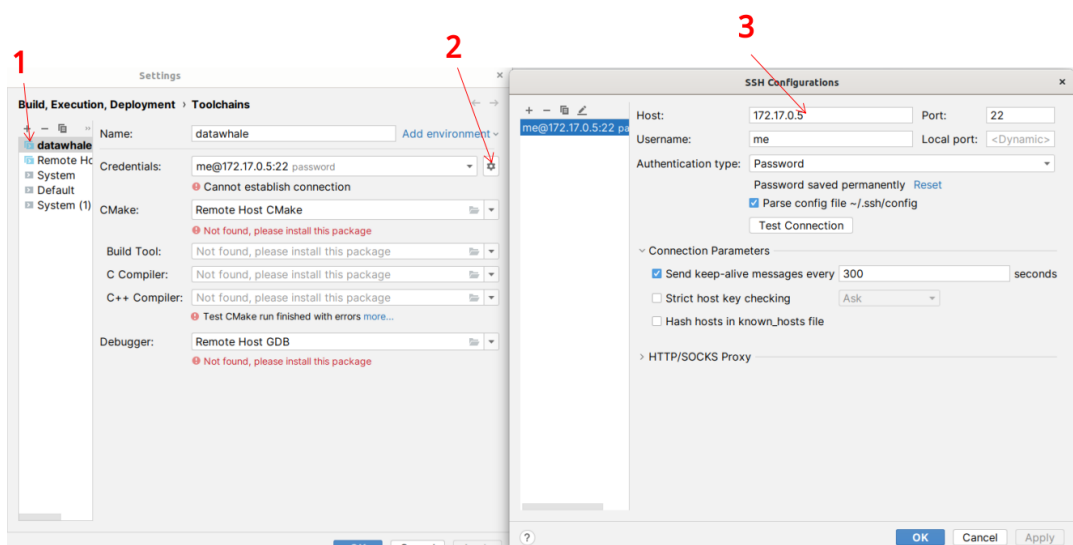 1
2
3
Settings
Build, Execution, Deployment › Toolchains
datawhale
Remote Ho
System
Default
System (1)
Name:
datawhale
Add environment
Credentials:
me@172.17.0.5:22 password
Cannot establish connection
CMake:
Remote Host CMake
Not found, please install this package
Build Tool:
Not found, please install this package
C Compiler:
Not found, please install this package
C++ Compiler:
Not found, please install this package
Test CMake run finished with errors more...
Debugger:
Remote Host GDB
Not found, please install this package
SSH Configurations
me@172.17.0.5:22 pa
Host:
172.17.0.5
Port:
22
Username:
me
Local port:
<Dynamic>
Authentication type:
Password
Password saved permanently Reset
Parse config file ~/.ssh/config
Test Connection
Connection Parameters
Send keep-alive messages every 300 seconds
Strict host key checking
Ask
Hash hosts in known_hosts file
HTTP/SOCKS Proxy
?
OK
Cancel
Apply